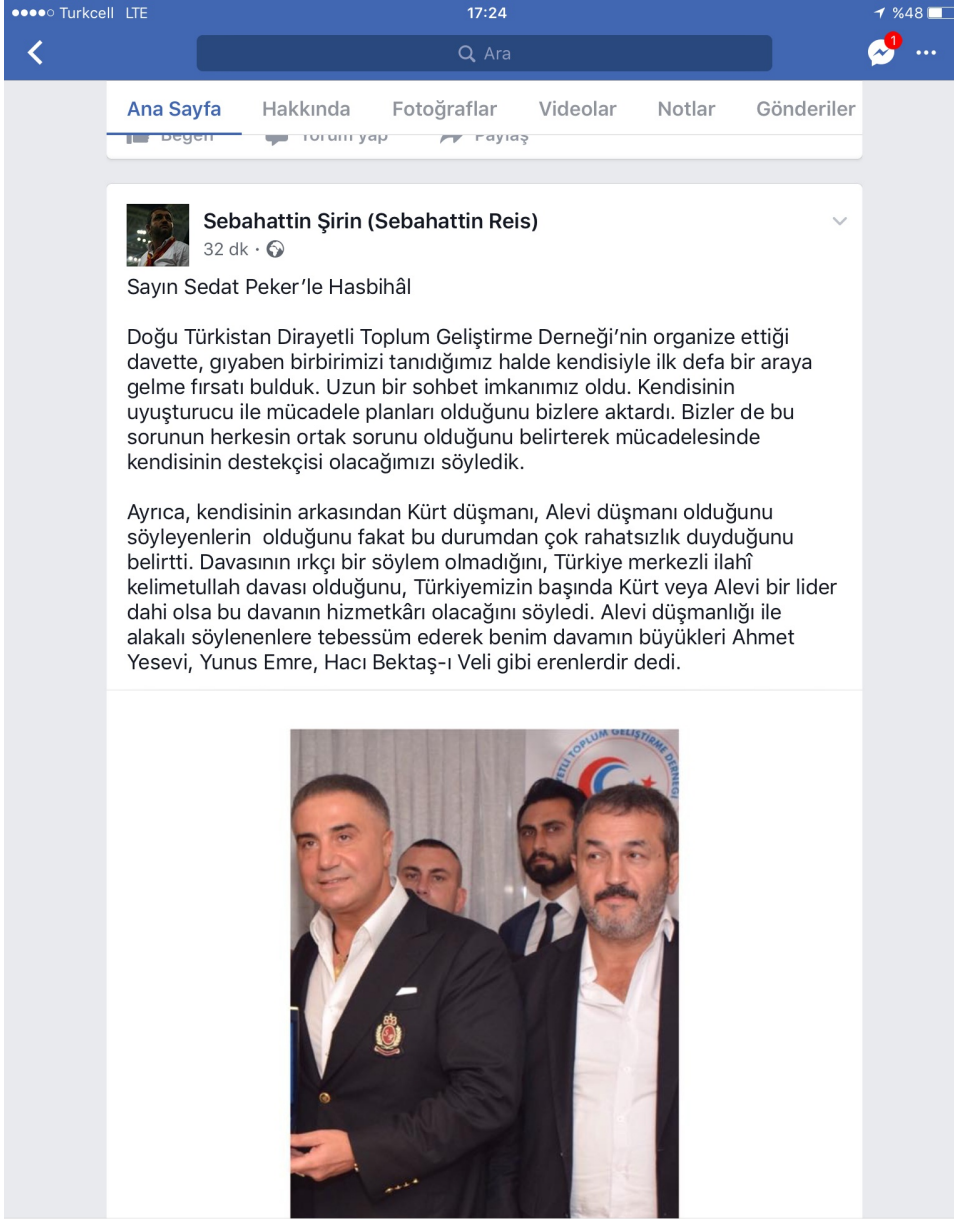 Turkcell LTE
17:24
%48
Ara
1
Ana Sayfa
Hakkında
Fotoğraflar
Videolar
Notlar
Gönderiler
Beğen
Yorum yap
Paylaş
Sebahattin Şirin (Sebahattin Reis)
32 dk
Sayın Sedat Peker’le Hasbihâl
Doğu Türkistan Dirayetli Toplum Geliştirme Derneği’nin organize ettiği
davette, gıyaben birbirimizi tanıdığımız halde kendisiyle ilk defa bir araya
gelme fırsatı bulduk. Uzun bir sohbet imkanımız oldu. Kendisinin
uyuşturucu ile mücadele planları olduğunu bizlere aktardı. Bizler de bu
sorunun herkesin ortak sorunu olduğunu belirterek mücadelesinde
kendisinin destekçisi olacağımızı söyledik.
Ayrıca, kendisinin arkasından Kürt düşmanı, Alevi düşmanı olduğunu
söyleyenlerin  olduğunu fakat bu durumdan çok rahatsızlık duyduğunu
belirtti. Davasının ırkçı bir söylem olmadığını, Türkiye merkezli ilahî
kelimetullah davası olduğunu, Türkiyemizin başında Kürt veya Alevi bir lider
dahi olsa bu davanın hizmetkârı olacağını söyledi. Alevi düşmanlığı ile
alakalı söylenenlere tebessüm ederek benim davamın büyükleri Ahmet
Yesevi, Yunus Emre, Hacı Bektaş-ı Veli gibi erenlerdir dedi.
ETLİ TOPLUM GELİŞTİRME DERNEĞİ